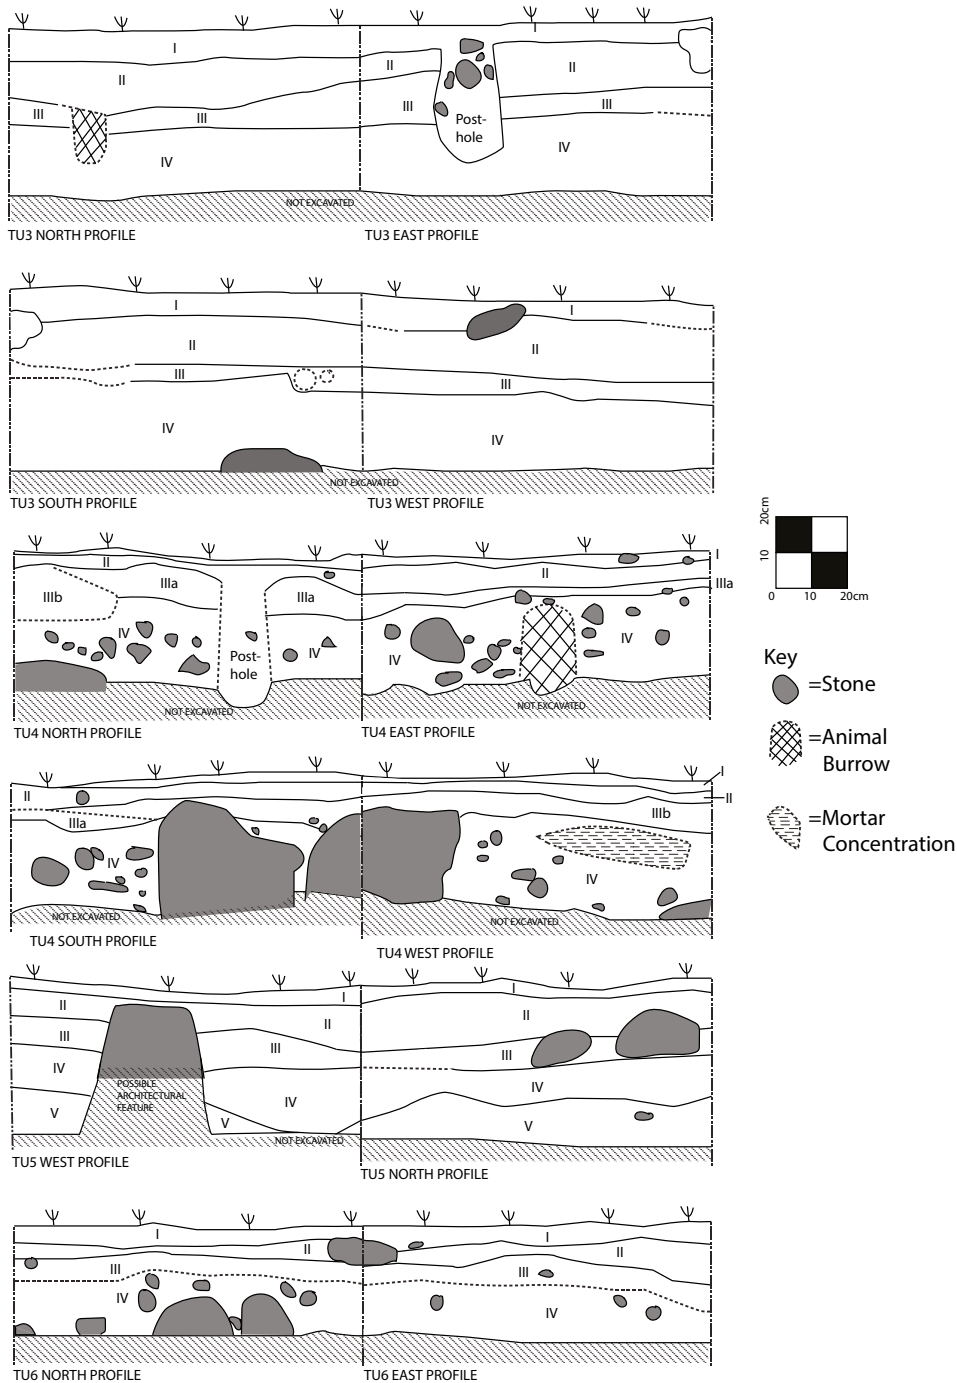 I
I
II
II
II
III
III
III
III
Post-
hole
IV
IV
NOT EXCAVATED
TU3 NORTH PROFILE
TU3 EAST PROFILE
I
I
II
II
III
III
IV
IV
NOT EXCAVATED
TU3 SOUTH PROFILE
TU3 WEST PROFILE
II
IIIa
IIIb
IIIa
IV
IV
Post-
hole
NOT EXCAVATED
TU4 NORTH PROFILE
I
II
IIIa
IV
IV
NOT EXCAVATED
TU4 EAST PROFILE
20cm
10
0
10
20cm
Key
=Stone
=Animal
Burrow
=Mortar
Concentration
II
IIIa
IV
NOT EXCAVATED
TU4 SOUTH PROFILE
I
II
IIIb
IV
NOT EXCAVATED
TU4 WEST PROFILE
I
II
II
III
III
IV
IV
V
V
POSSIBLE
ARCHITECTURAL
FEATURE
NOT EXCAVATED
TU5 WEST PROFILE
I
II
III
IV
V
TU5 NORTH PROFILE
I
II
III
IV
TU6 NORTH PROFILE
I
II
III
IV
TU6 EAST PROFILE